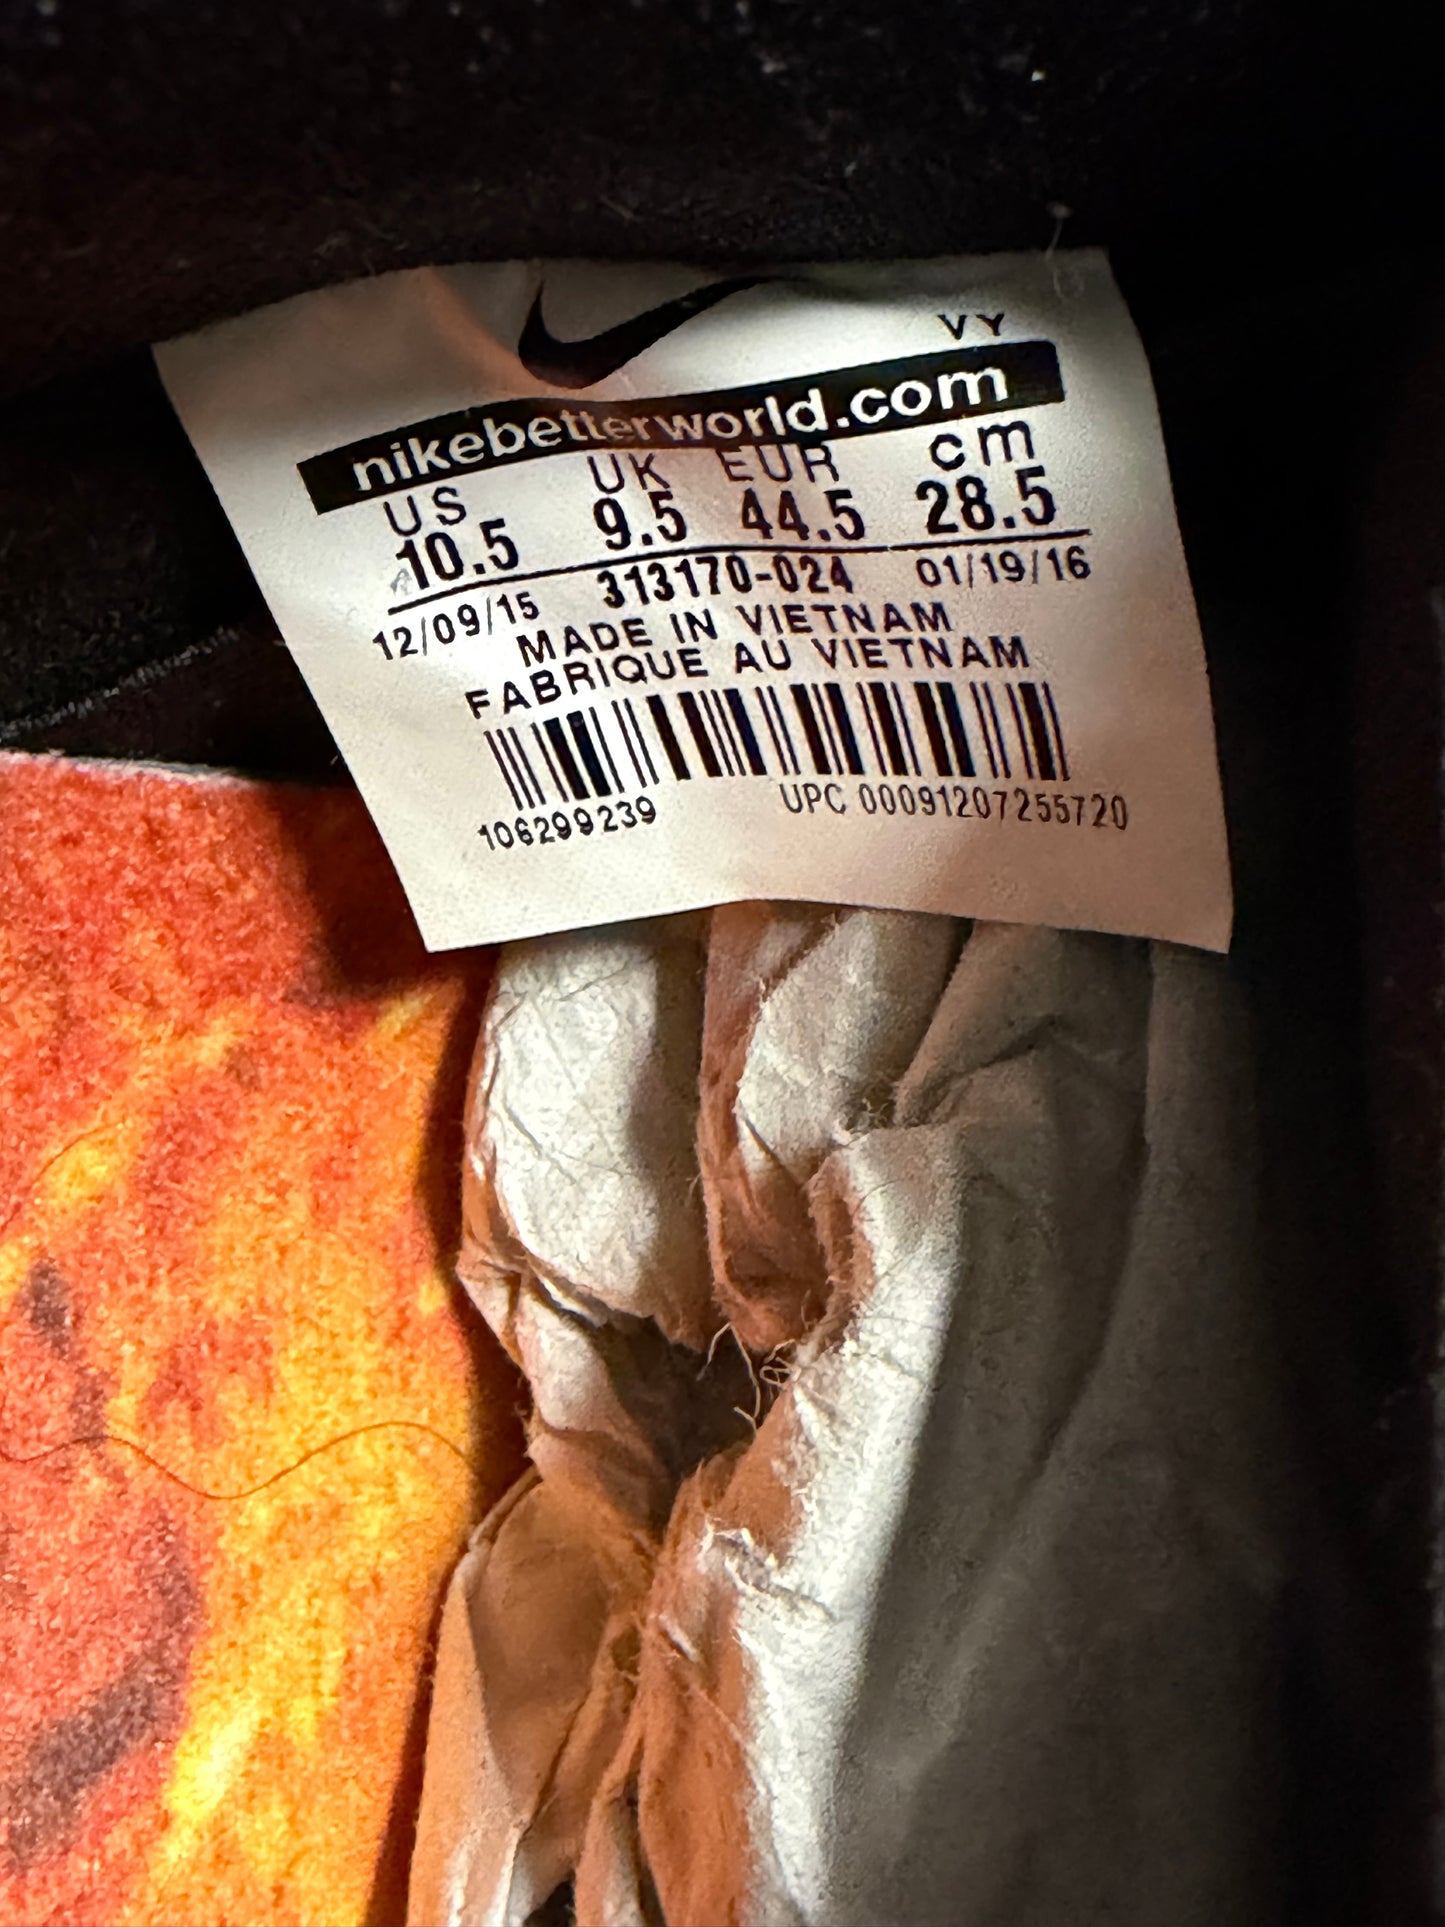 VY
nikebetterworld.com
US UK EUR cm
10.5 9.5 44.5 28.5
12/09/15 313170-024 01/19/16
MADE IN VIETNAM
FABRIQUE AU VIETNAM
106299239 UPC 00091207255720